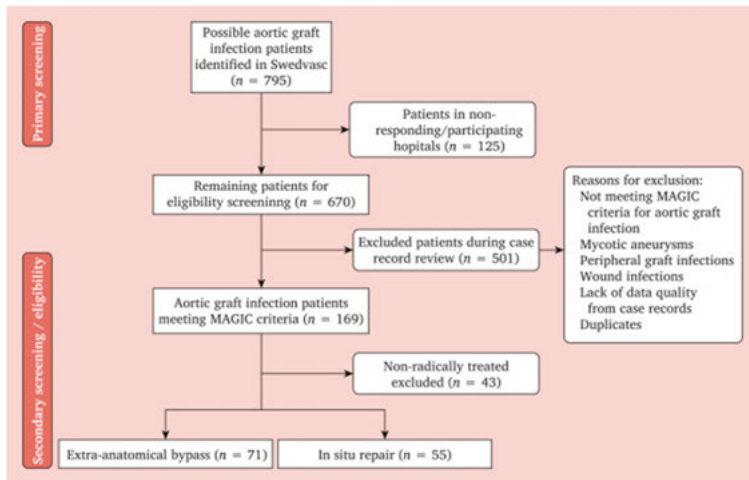 Primary screening
Possible aortic graft
infection patients
identified in Swedvasc
(n = 795)
Patients in non-
responding/participating
hopitals (n = 125)
Remaining patients for
eligibility screeninng (n = 670)
Excluded patients during case
record review (n = 501)
Reasons for exclusion:
Not meeting MAGIC
criteria for aortic graft
infection
Mycotic aneurysms
Peripheral graft infections
Wound infections
Lack of data quality
from case records
Duplicates
Secondary screening / eligibility
Aortic graft infection patients
meeting MAGIC criteria (n = 169)
Non-radically treated
excluded (n = 43)
Extra-anatomical bypass (n = 71)
In situ repair (n = 55)